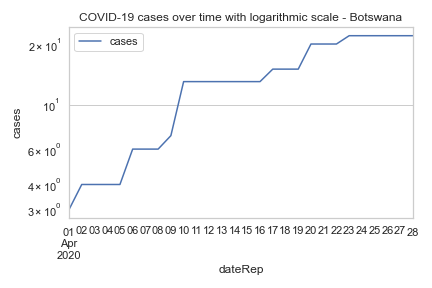 COVID-19 cases over time with logarithmic scale - Botswana
cases
2 × 10¹
10¹
6 × 10⁰
4 × 10⁰
3 × 10⁰
cases
01 02 03 04 05 06 07 08 09 10 11 12 13 14 15 16 17 18 19 20 21 22 23 24 25 26 27 28
Apr
2020
dateRep